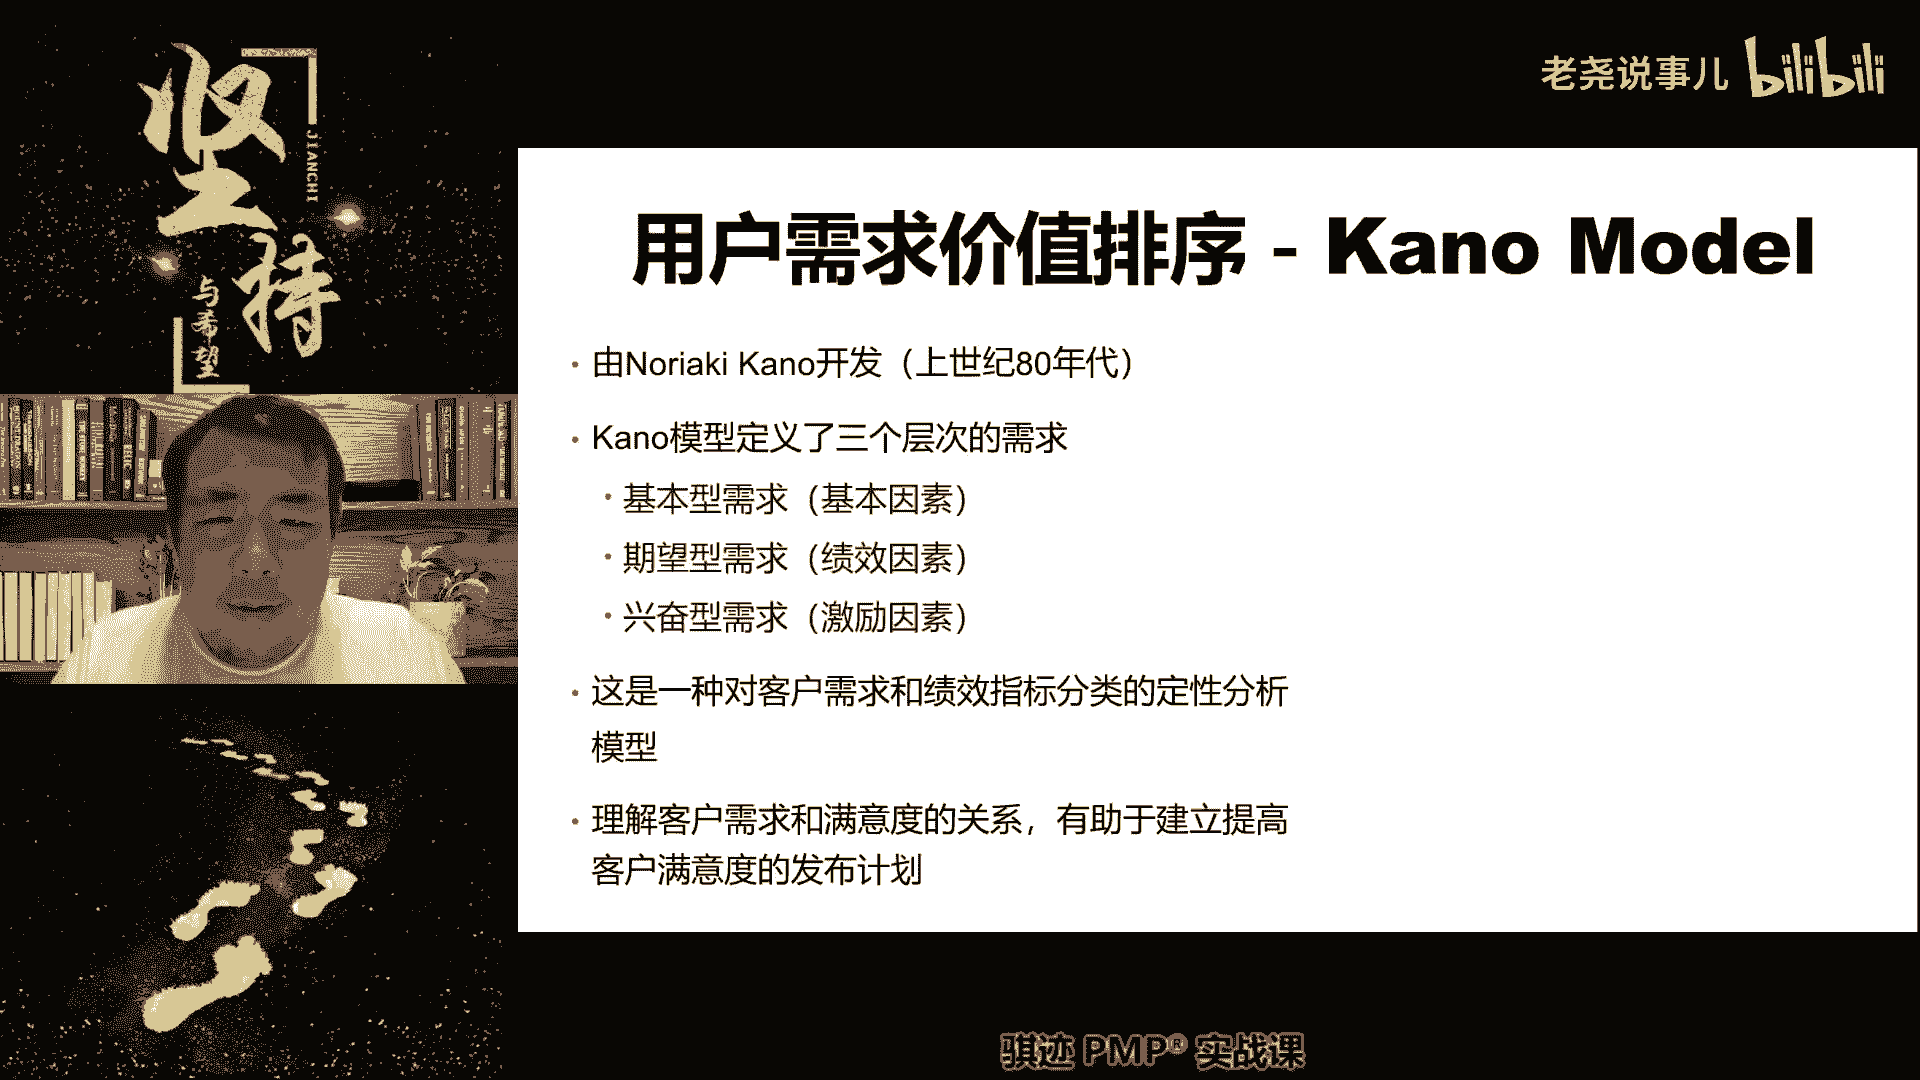 坚持
JIANCHI
与希望
老尧说事儿 bilibili
用户需求价值排序 - Kano Model
· 由Noriaki Kano开发（上世纪80年代）
· Kano模型定义了三个层次的需求
· 基本型需求（基本因素）
· 期望型需求（绩效因素）
· 兴奋型需求（激励因素）
· 这是一种对客户需求和绩效指标分类的定性分析
模型
· 理解客户需求和满意度的关系，有助于建立提高
客户满意度的发布计划
骐迹 PMP® 实战课